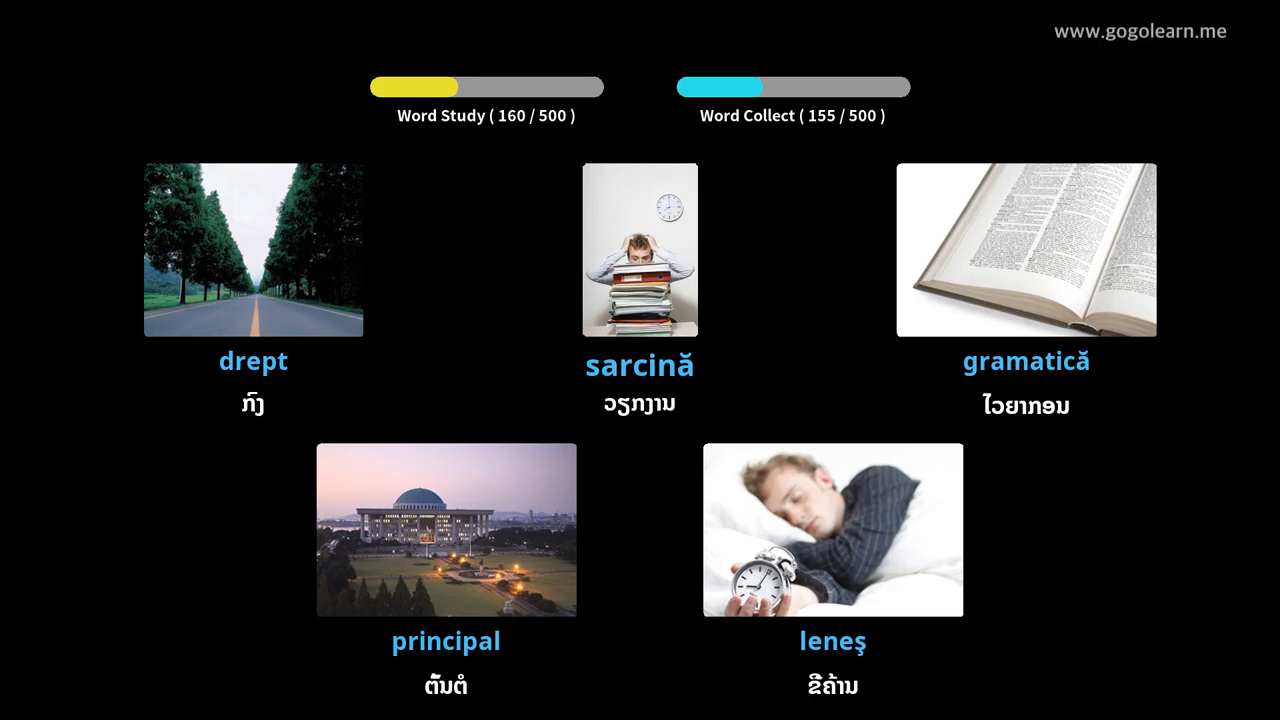 www.gogolearn.me
Word Study ( 160 / 500 )
Word Collect ( 155 / 500 )
drept
ກົງ
sarcină
ວຽກງານ
gramatică
ໄວຍາກອນ
principal
ຕົ້ນຕໍ
leneş
ຂີ້ຄ້ານ